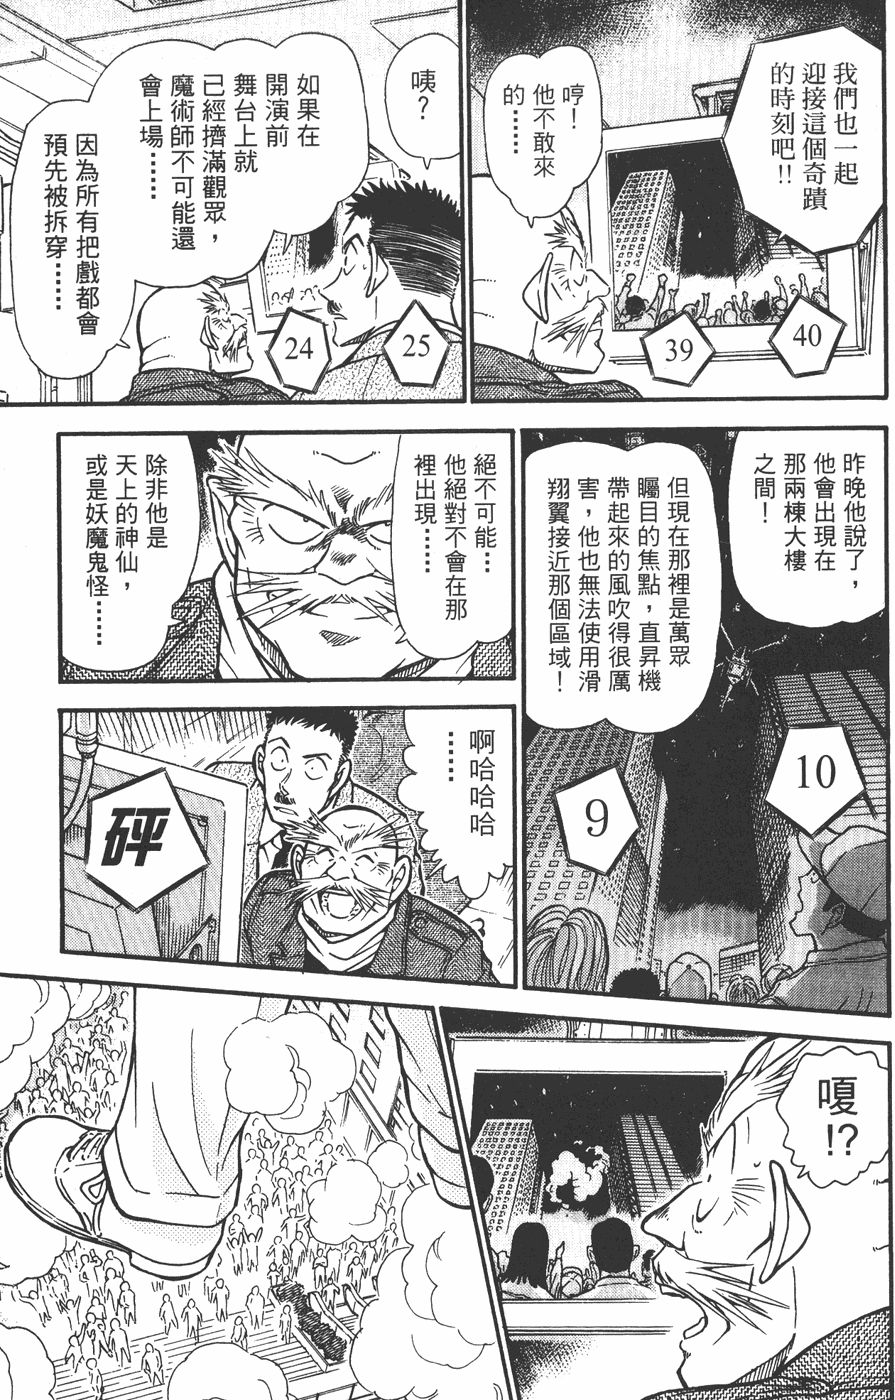 我們也一起
迎接這個奇蹟
的時刻吧!!
40
39
哼!
他不敢來
的……
咦?
25
24
如果在
開演前
舞台上就
已經擠滿觀眾,
魔術師不可能還
會上場……
因為所有把戲都會
預先被拆穿……
昨晚他說了,
他會出現在
那兩棟大樓
之間!
但現在那裡是萬眾
矚目的焦點,直昇機
帶起來的風吹得很厲
害,他也無法使用滑
翔翼接近那個區域!
10
9
絕不可能…
他絕對不會在那
裡出現……
除非他是
天上的神仙,
或是妖魔鬼怪……
啊哈哈哈
……
砰
嗄!?